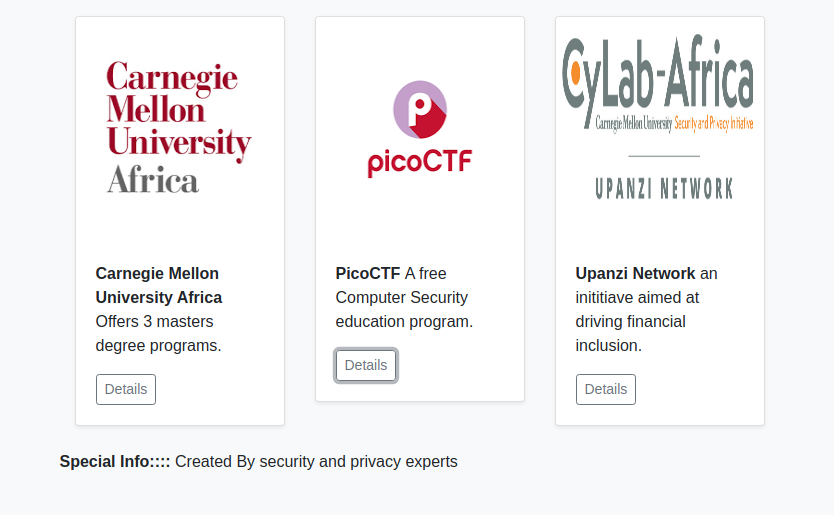 Carnegie
Mellon
University
Africa
Carnegie Mellon
University Africa
Offers 3 masters
degree programs.
Details
picoCTF
PicoCTF A free
Computer Security
education program.
Details
CyLab-Africa
Carnegie Mellon University Security and Privacy Initiative
UPANZI NETWORK
Upanzi Network an
inititiave aimed at
driving financial
inclusion.
Details
Special Info:::: Created By security and privacy experts